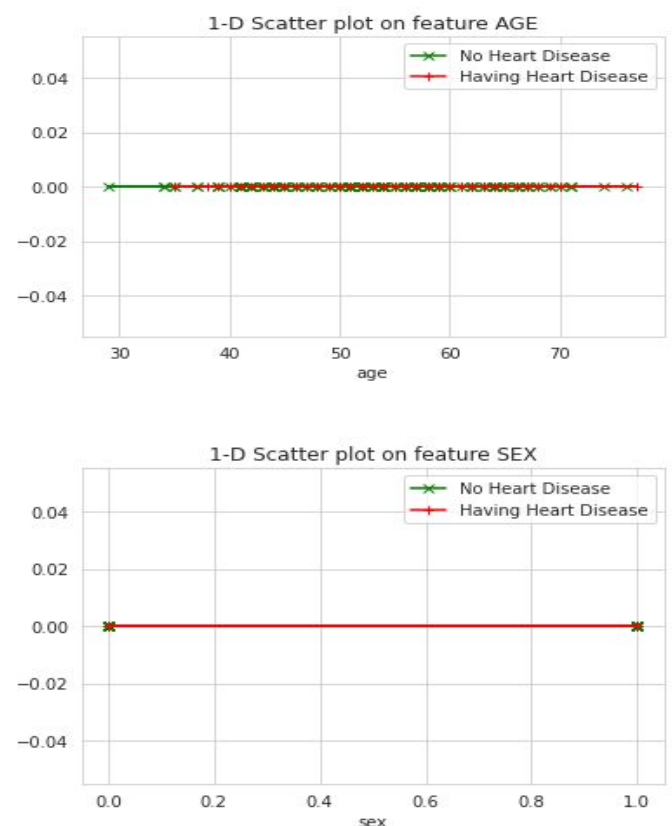 1-D Scatter plot on feature AGE
No Heart Disease
Having Heart Disease
0.04
0.02
0.00
−0.02
−0.04
30 40 50 60 70
age
1-D Scatter plot on feature SEX
No Heart Disease
Having Heart Disease
0.04
0.02
0.00
−0.02
−0.04
0.0 0.2 0.4 0.6 0.8 1.0
sex